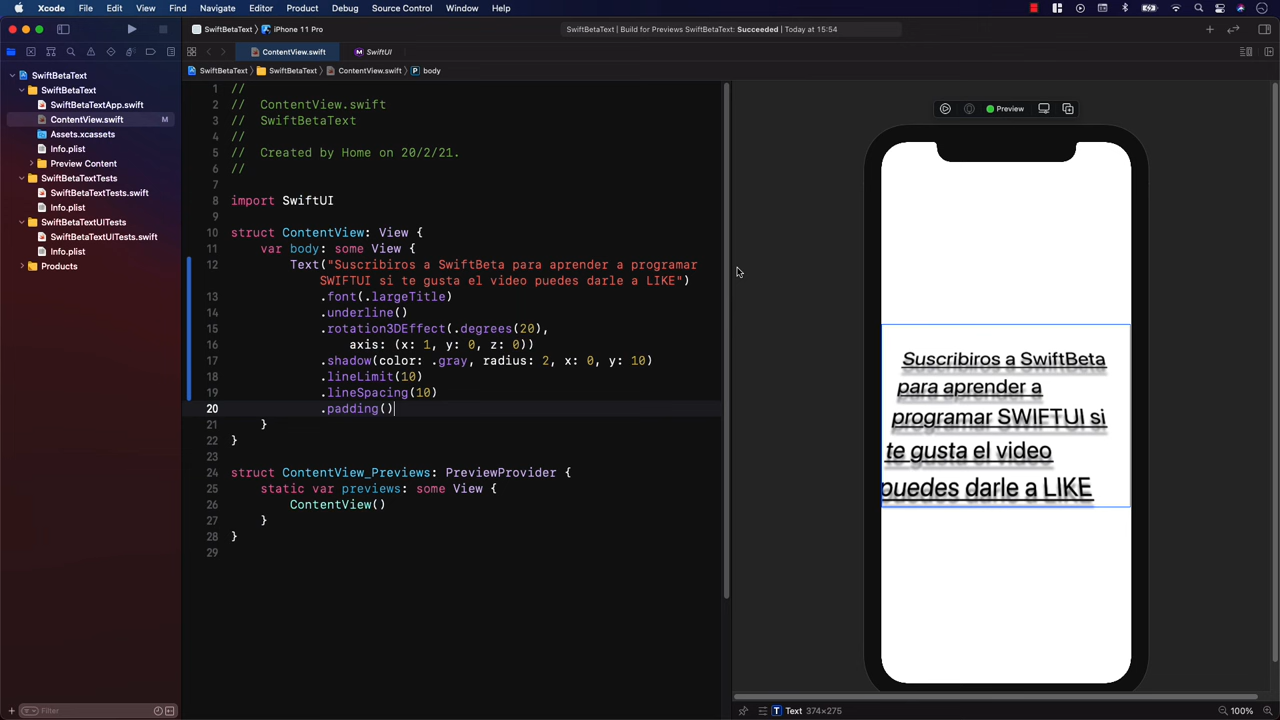 Xcode File Edit View Find Navigate Editor Product Debug Source Control Window Help
SwiftBetaText iPhone 11 Pro
SwiftBetaText | Build for Previews SwiftBetaText: Succeeded | Today at 15:54
ContentView.swift SwiftUI
SwiftBetaText SwiftBetaText ContentView.swift body
SwiftBetaText
SwiftBetaText
SwiftBetaTextApp.swift
ContentView.swift M
Assets.xcassets
Info.plist
Preview Content
SwiftBetaTextTests
SwiftBetaTextTests.swift
Info.plist
SwiftBetaTextUITests
SwiftBetaTextUITests.swift
Info.plist
Products
Filter
1 //
2 // ContentView.swift
3 // SwiftBetaText
4 //
5 // Created by Home on 20/2/21.
6 //
7
8 import SwiftUI
9
10 struct ContentView: View {
11 var body: some View {
12 Text("Suscribiros a SwiftBeta para aprender a programar
SWIFTUI si te gusta el video puedes darle a LIKE")
13 .font(.largeTitle)
14 .underline()
15 .rotation3DEffect(.degrees(20),
16 axis: (x: 1, y: 0, z: 0))
17 .shadow(color: .gray, radius: 2, x: 0, y: 10)
18 .lineLimit(10)
19 .lineSpacing(10)
20 .padding()
21 }
22 }
23
24 struct ContentView_Previews: PreviewProvider {
25 static var previews: some View {
26 ContentView()
27 }
28 }
29
Preview
Suscribiros a SwiftBeta
para aprender a
programar SWIFTUI si
te gusta el video
puedes darle a LIKE
T Text 374×275
100%